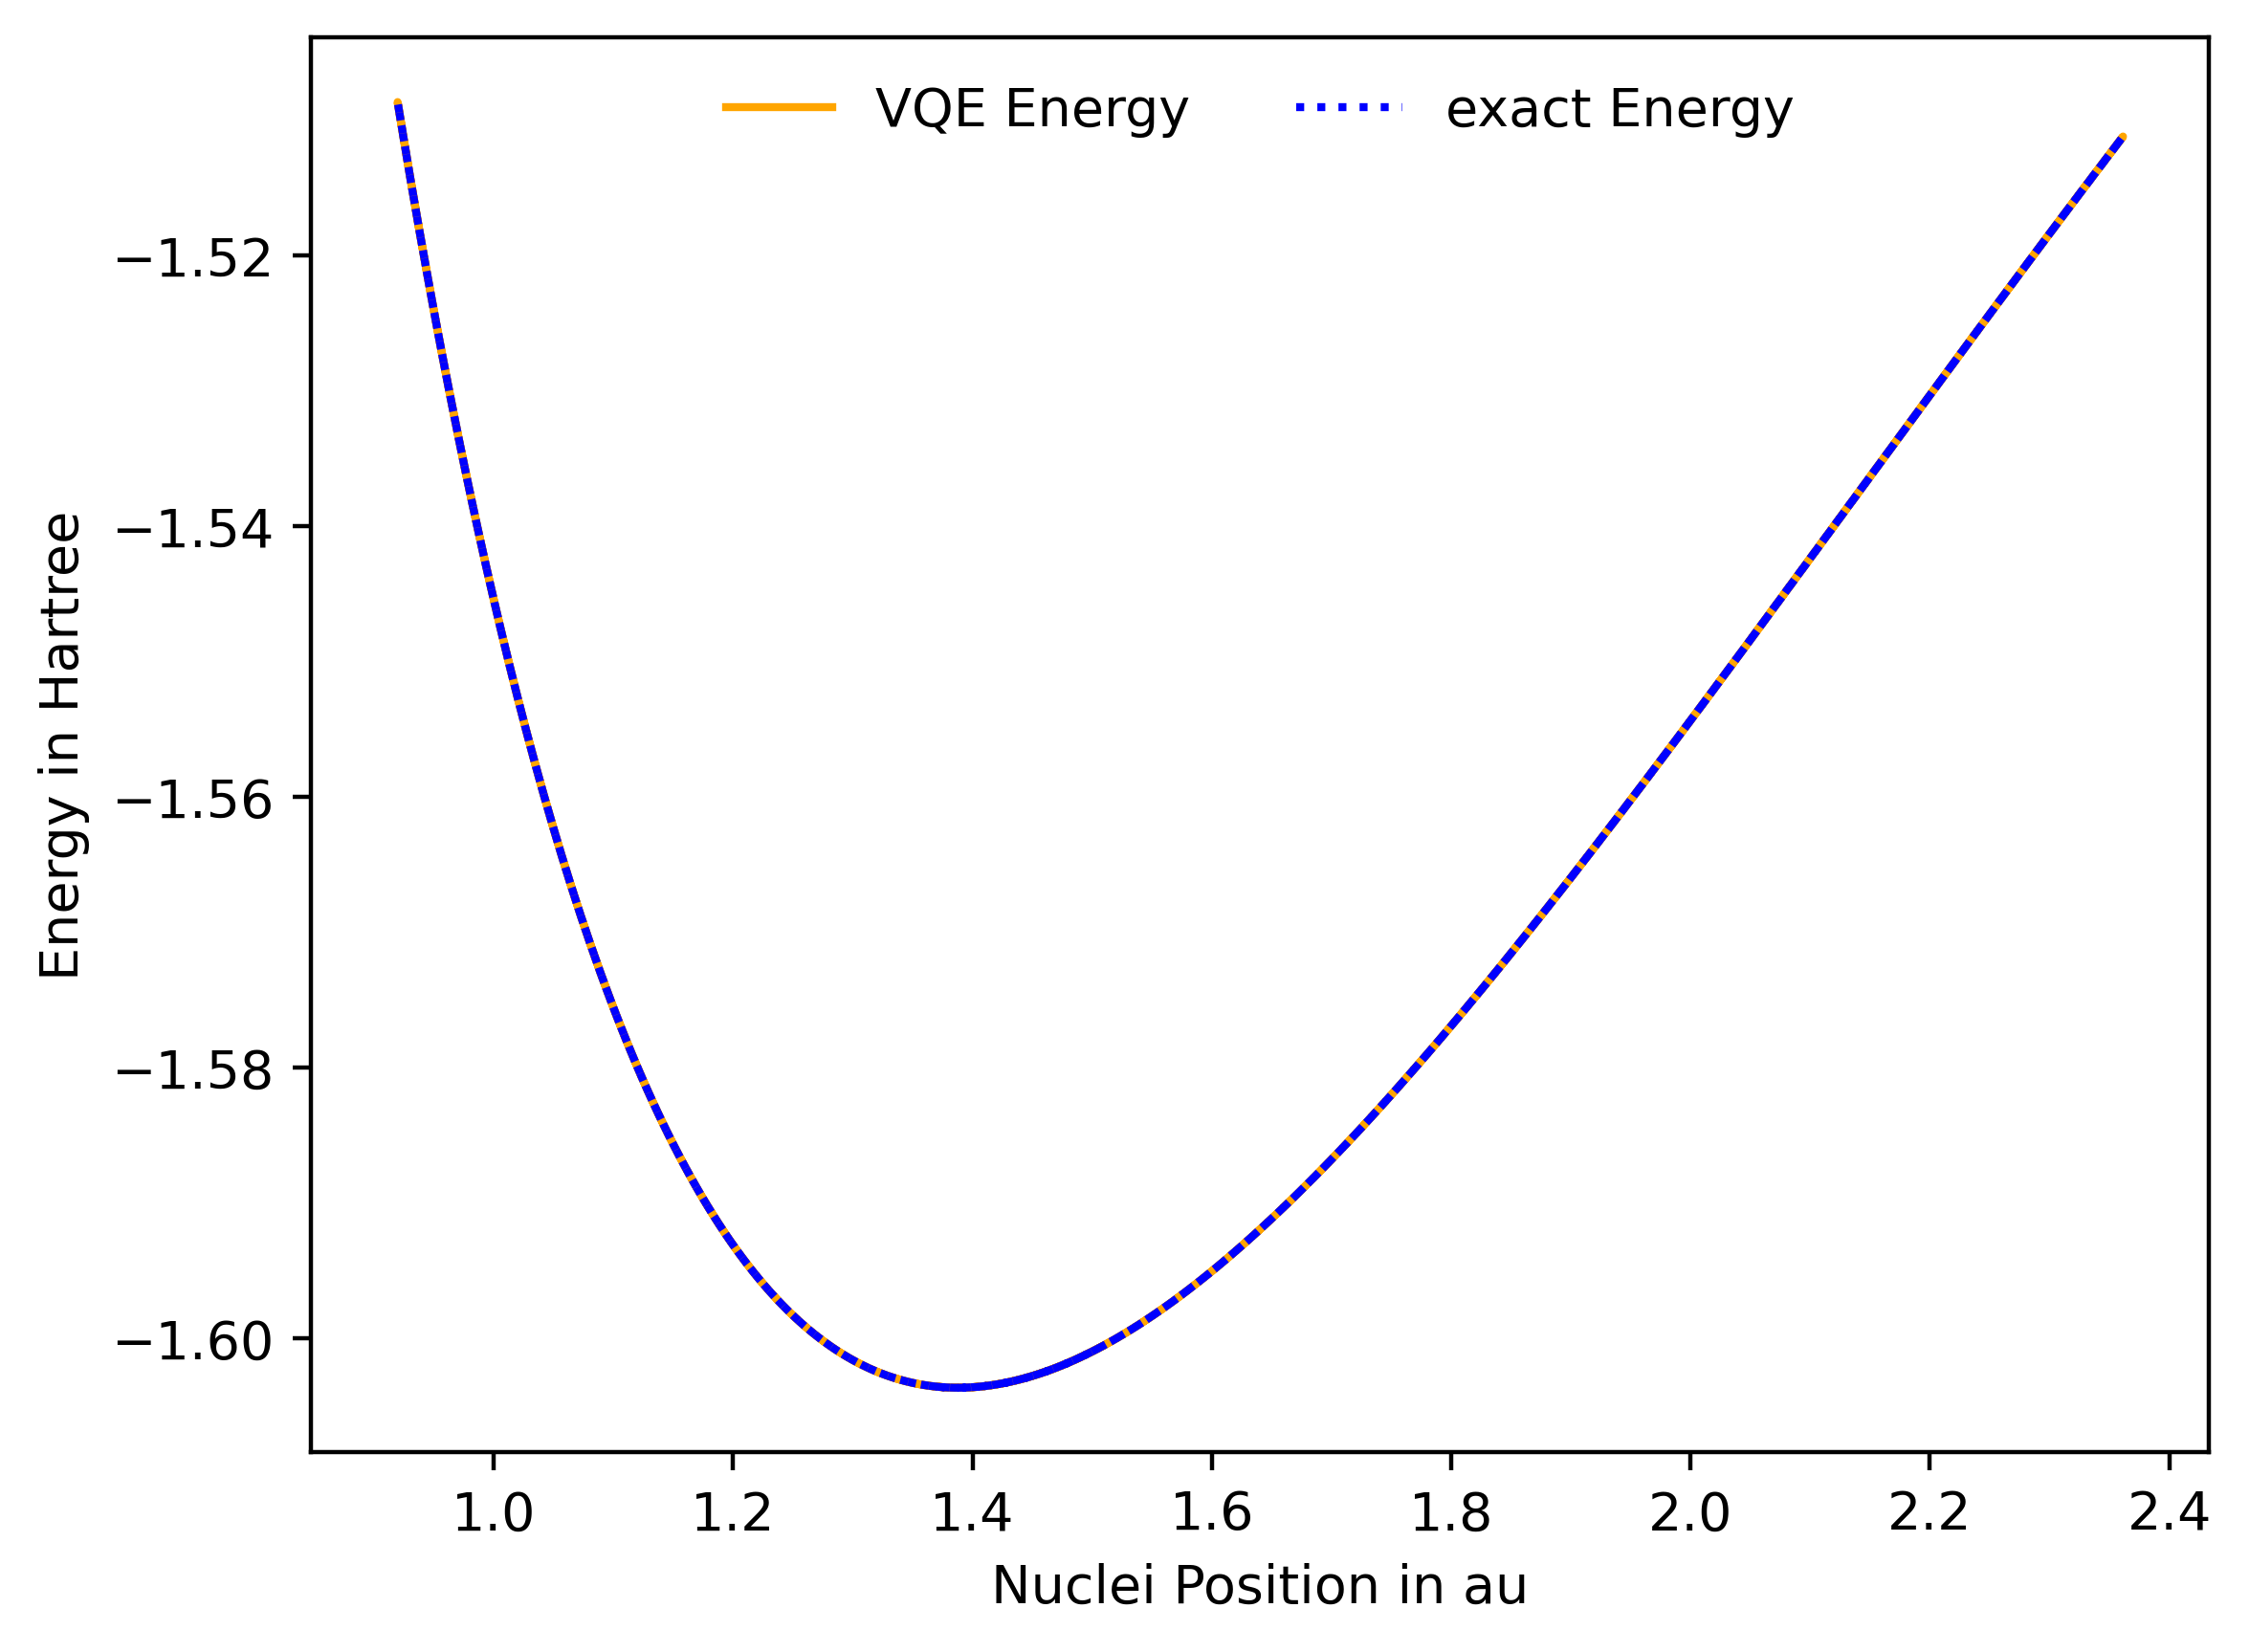 VQE Energy exact Energy
−1.52
−1.54
−1.56
−1.58
−1.60
Energy in Hartree
1.0 1.2 1.4 1.6 1.8 2.0 2.2 2.4
Nuclei Position in au